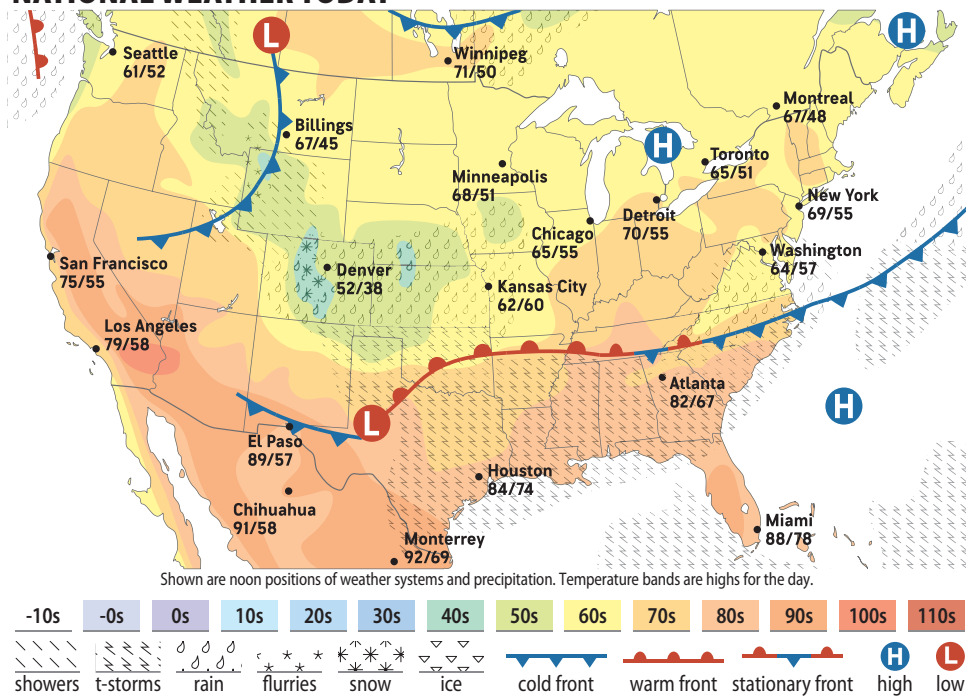 NATIONAL WEATHER TODAY
L
H
Seattle
61/52
Winnipeg
71/50
Billings
67/45
Montreal
67/48
H
Toronto
65/51
Minneapolis
68/51
New York
69/55
Detroit
70/55
Chicago
65/55
Washington
64/57
San Francisco
75/55
Denver
52/38
Kansas City
62/60
Los Angeles
79/58
Atlanta
82/67
H
L
El Paso
89/57
Houston
84/74
Chihuahua
91/58
Miami
88/78
Monterrey
92/69
Shown are noon positions of weather systems and precipitation. Temperature bands are highs for the day.
-10s -0s 0s 10s 20s 30s 40s 50s 60s 70s 80s 90s 100s 110s
H L
showers t-storms rain flurries snow ice cold front warm front stationary front high low